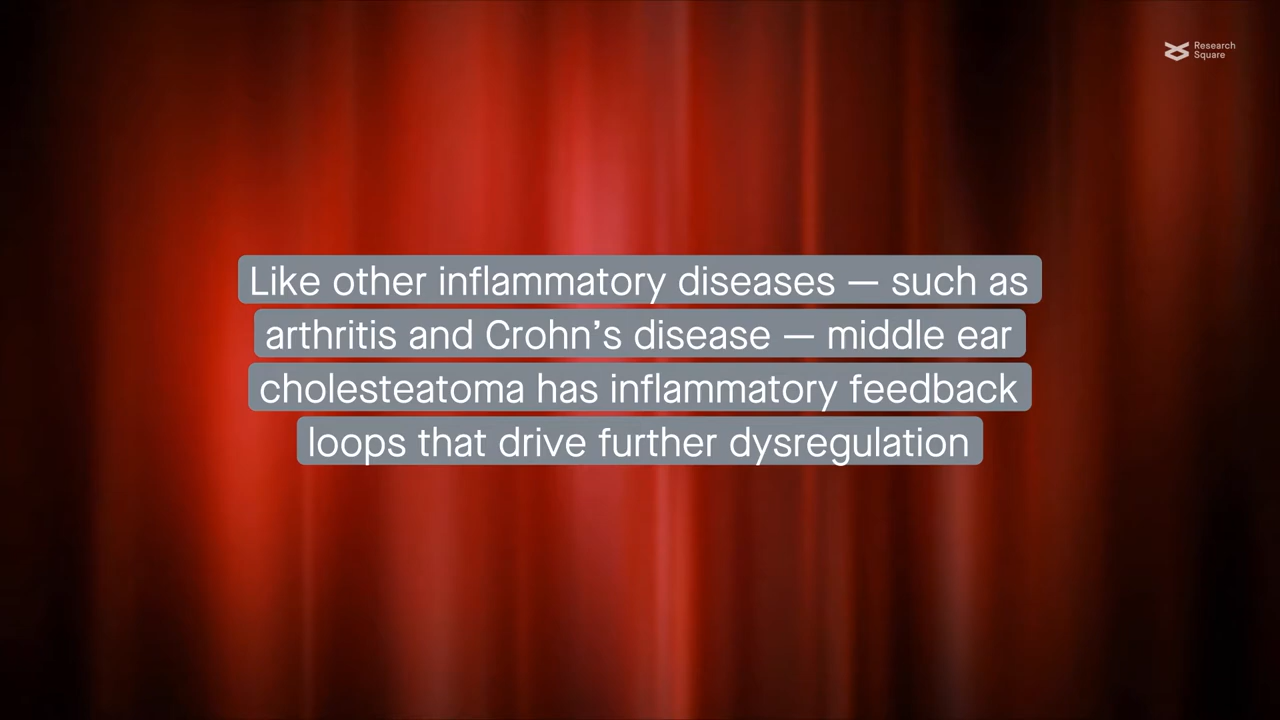 Research
Square
Like other inflammatory diseases — such as
arthritis and Crohn’s disease — middle ear
cholesteatoma has inflammatory feedback
loops that drive further dysregulation